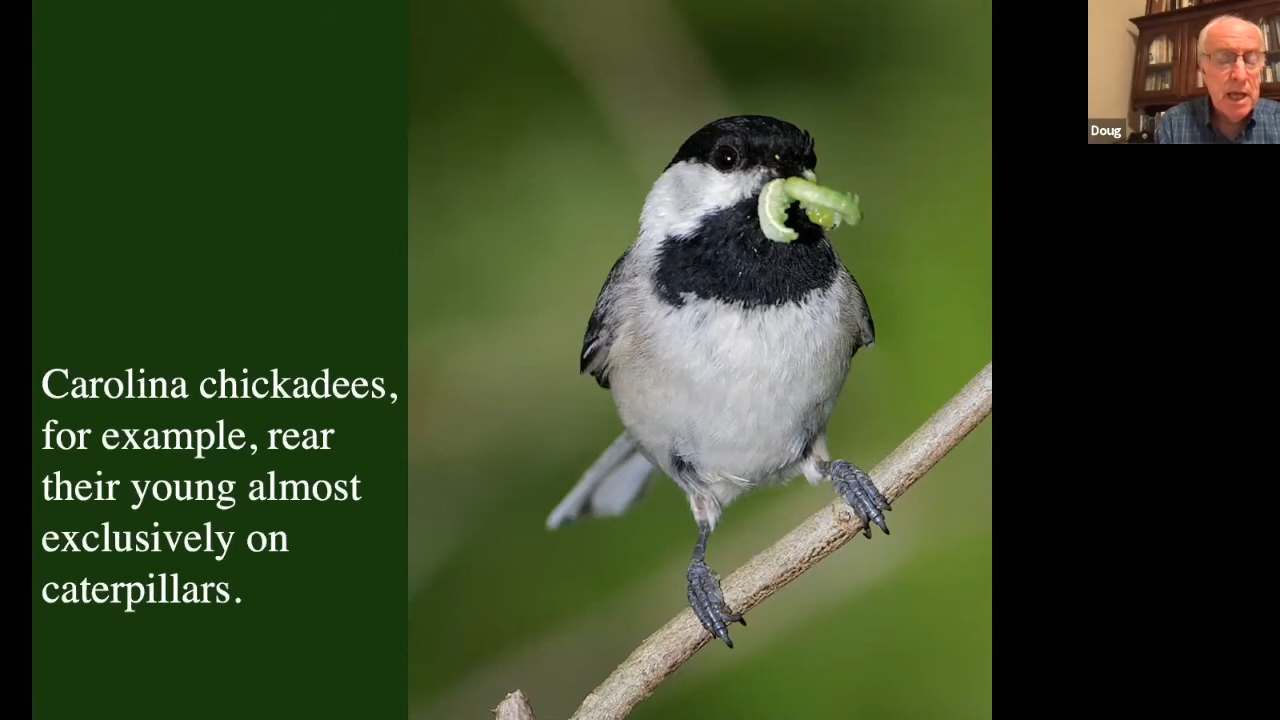 Carolina chickadees,
for example, rear
their young almost
exclusively on
caterpillars.
Doug